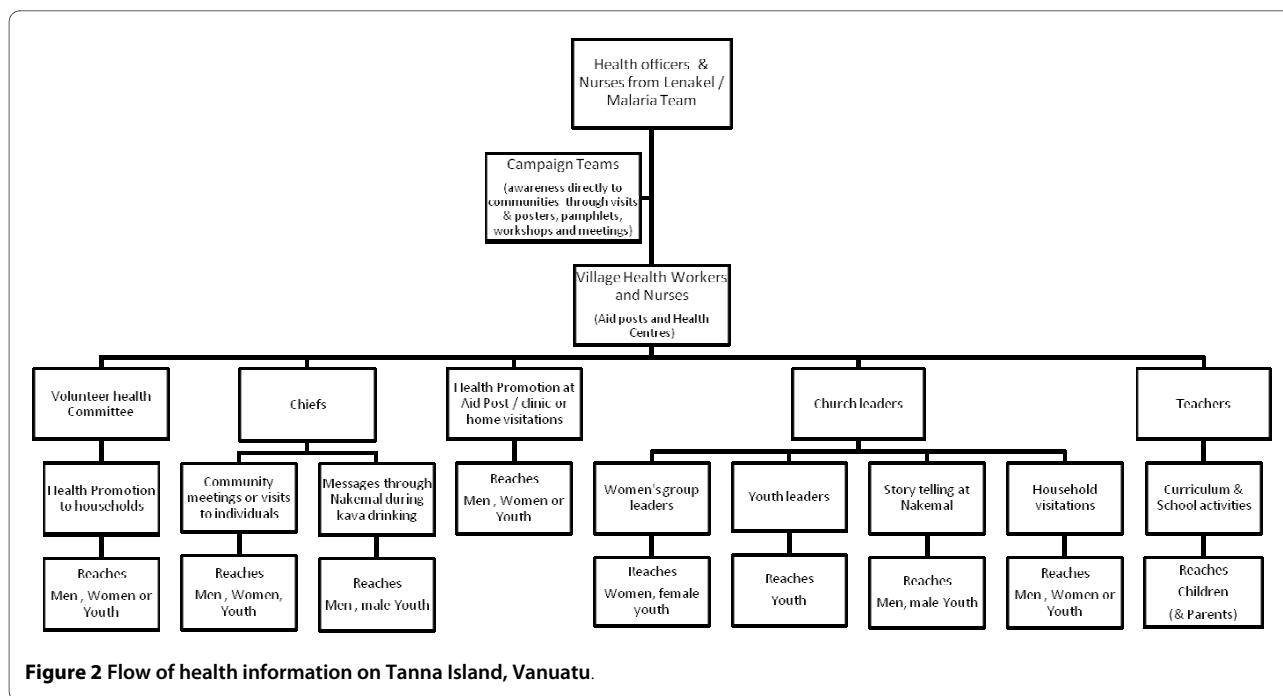 Health officers &
Nurses from Lenakel /
Malaria Team
Campaign Teams
(awareness directly to
communities through visits
& posters, pamphlets,
workshops and meetings)
Village Health Workers
and Nurses
(Aid posts and Health
Centres)
Volunteer health
Committee
Chiefs
Health Promotion at
Aid Post / clinic or
home visitations
Church leaders
Teachers
Health Promotion
to households
Community
meetings or visits
to individuals
Messages through
Nakemal during
kava drinking
Reaches
Men , Women or
Youth
Women's group
leaders
Youth leaders
Story telling at
Nakemal
Household
visitations
Curriculum &
School activities
Reaches
Men , Women or
Youth
Reaches
Men , Women,
Youth
Reaches
Men , male Youth
Reaches
Women, female
youth
Reaches
Youth
Reaches
Men, male Youth
Reaches
Men , Women or
Youth
Reaches
Children
(& Parents)
Figure 2 Flow of health information on Tanna Island, Vanuatu.